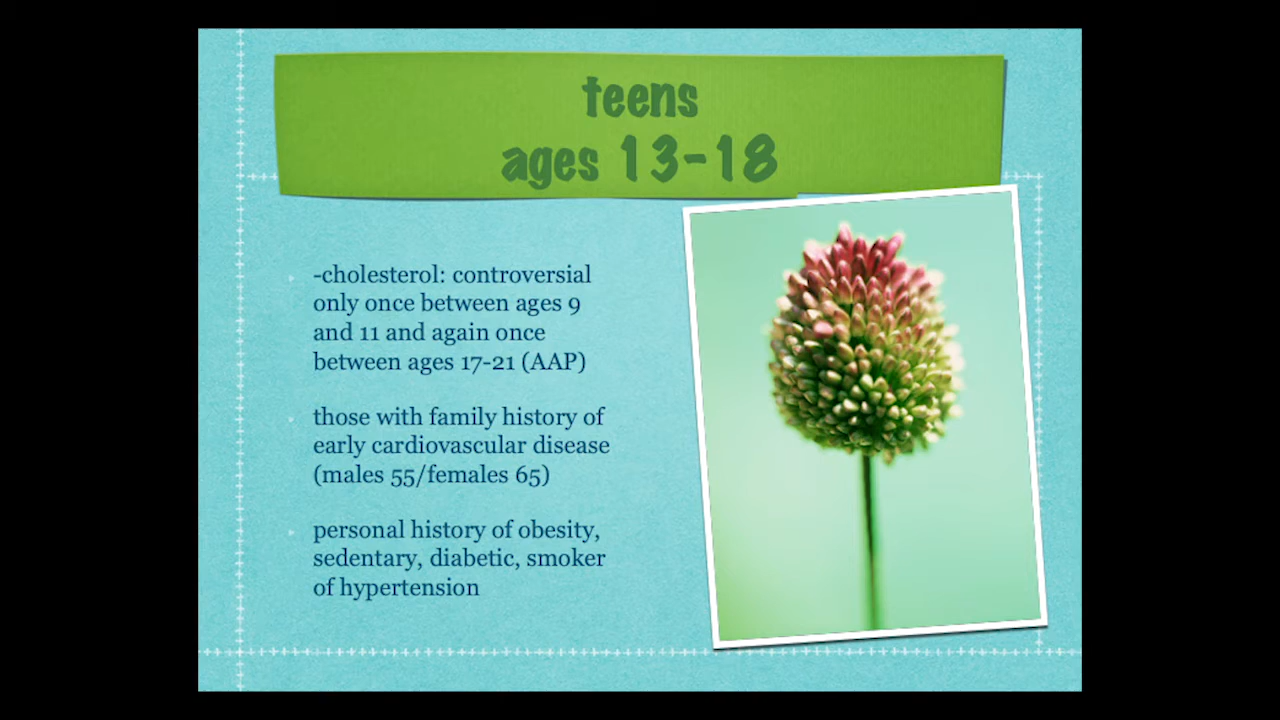 teens
ages 13-18
-cholesterol: controversial
only once between ages 9
and 11 and again once
between ages 17-21 (AAP)
those with family history of
early cardiovascular disease
(males 55/females 65)
personal history of obesity,
sedentary, diabetic, smoker
of hypertension